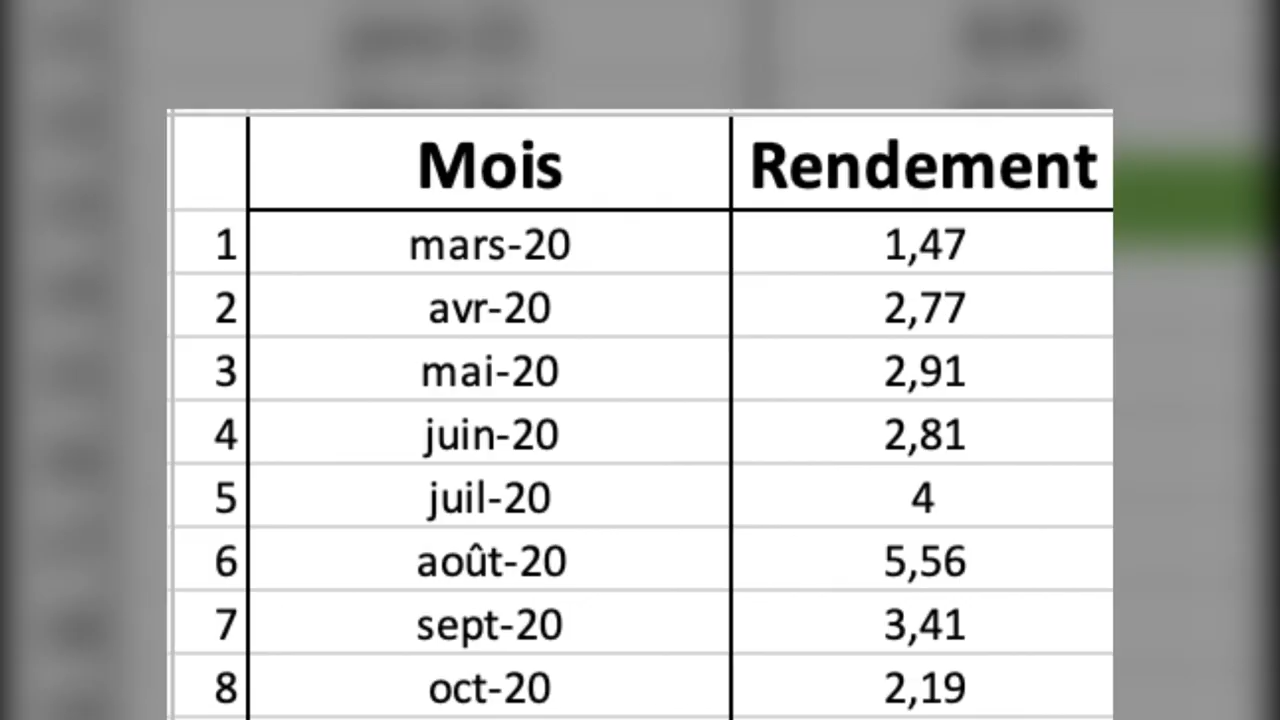 Mois Rendement
1 mars-20 1,47
2 avr-20 2,77
3 mai-20 2,91
4 juin-20 2,81
5 juil-20 4
6 août-20 5,56
7 sept-20 3,41
8 oct-20 2,19